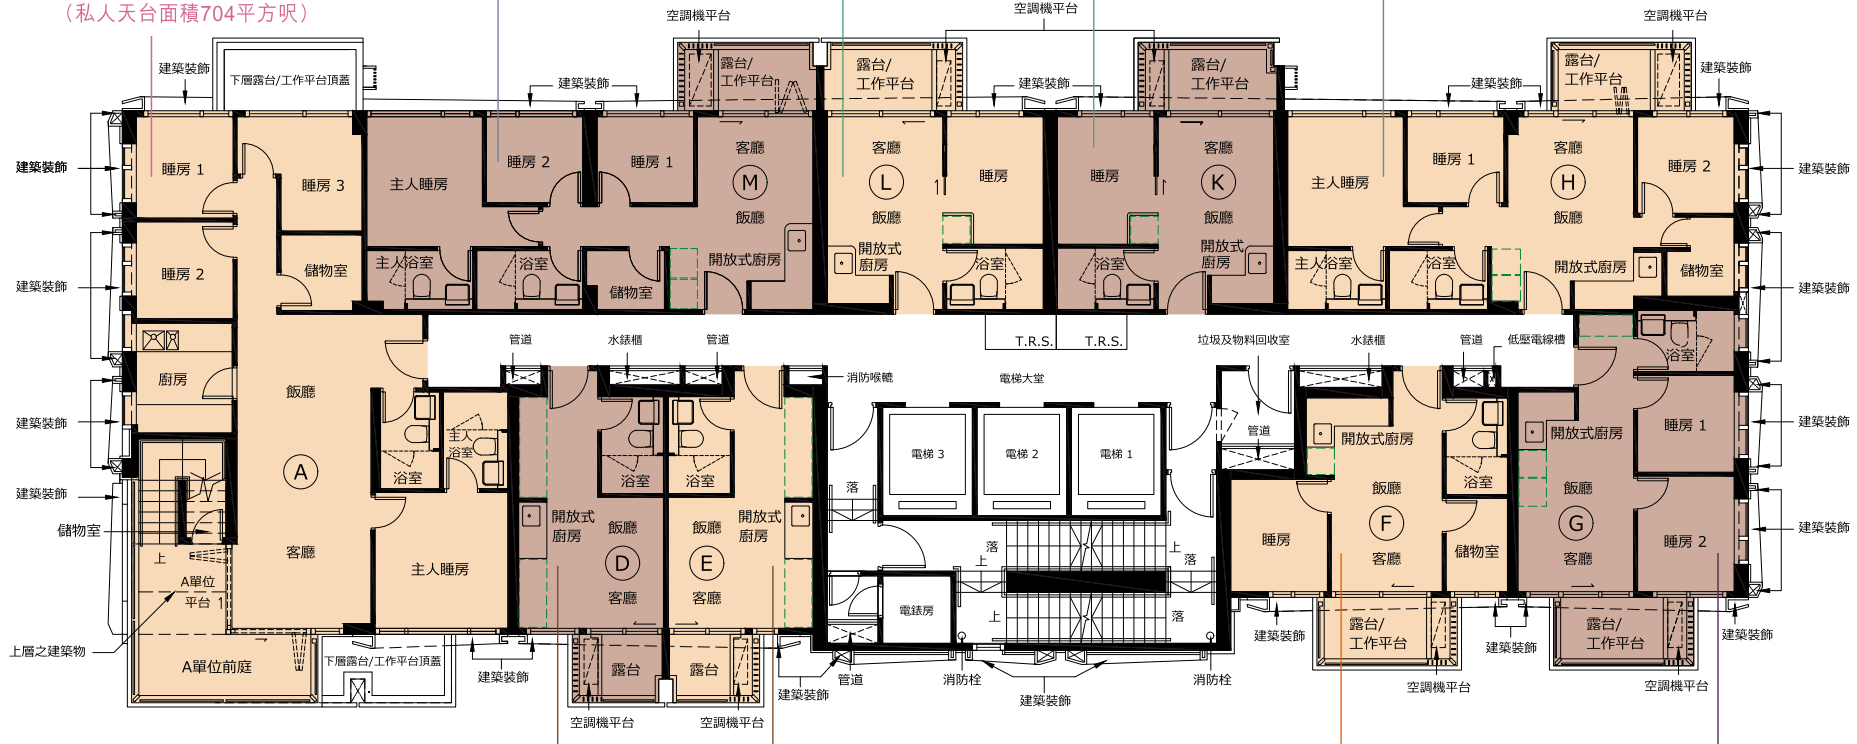 (私人天台面積704平方呎)
空調機平台
空調機平台
空調機平台
建築裝飾
下層露台/工作平台頂蓋
建築裝飾
露台/
工作平台
露台/
工作平台
建築裝飾
露台/
工作平台
建築裝飾
露台/
工作平台
建築裝飾
建築裝飾
睡房 1
睡房 3
主人睡房
睡房 2
睡房 1
客廳
M
飯廳
開放式廚房
客廳
L
飯廳
開放式
廚房
睡房
睡房
客廳
K
飯廳
開放式
廚房
主人睡房
睡房 1
客廳
H
飯廳
開放式廚房
睡房 2
建築裝飾
建築裝飾
睡房 2
儲物室
主人浴室
浴室
儲物室
浴室
浴室
主人浴室
浴室
儲物室
建築裝飾
廚房
飯廳
管道
水錶櫃
管道
T.R.S.
T.R.S.
垃圾及物料回收室
水錶櫃
管道
低壓電線槽
浴室
消防喉轆
電梯大堂
建築裝飾
建築裝飾
A
浴室
主人
浴室
浴室
浴室
電梯 3
電梯 2
電梯 1
管道
開放式廚房
浴室
開放式廚房
睡房 1
建築裝飾
儲物室
上
客廳
主人睡房
開放式
廚房
飯廳
D
客廳
飯廳
E
客廳
開放式
廚房
落
落
上
上
上
落
落
電錶房
睡房
飯廳
F
客廳
儲物室
飯廳
G
客廳
睡房 2
建築裝飾
A單位
平台 1
上層之建築物
A單位前庭
下層露台/工作平台頂蓋
建築裝飾
露台
露台
建築裝飾
管道
消防栓
建築裝飾
消防栓
建築裝飾
露台/
工作平台
建築裝飾
露台/
工作平台
建築裝飾
空調機平台
空調機平台
空調機平台
空調機平台